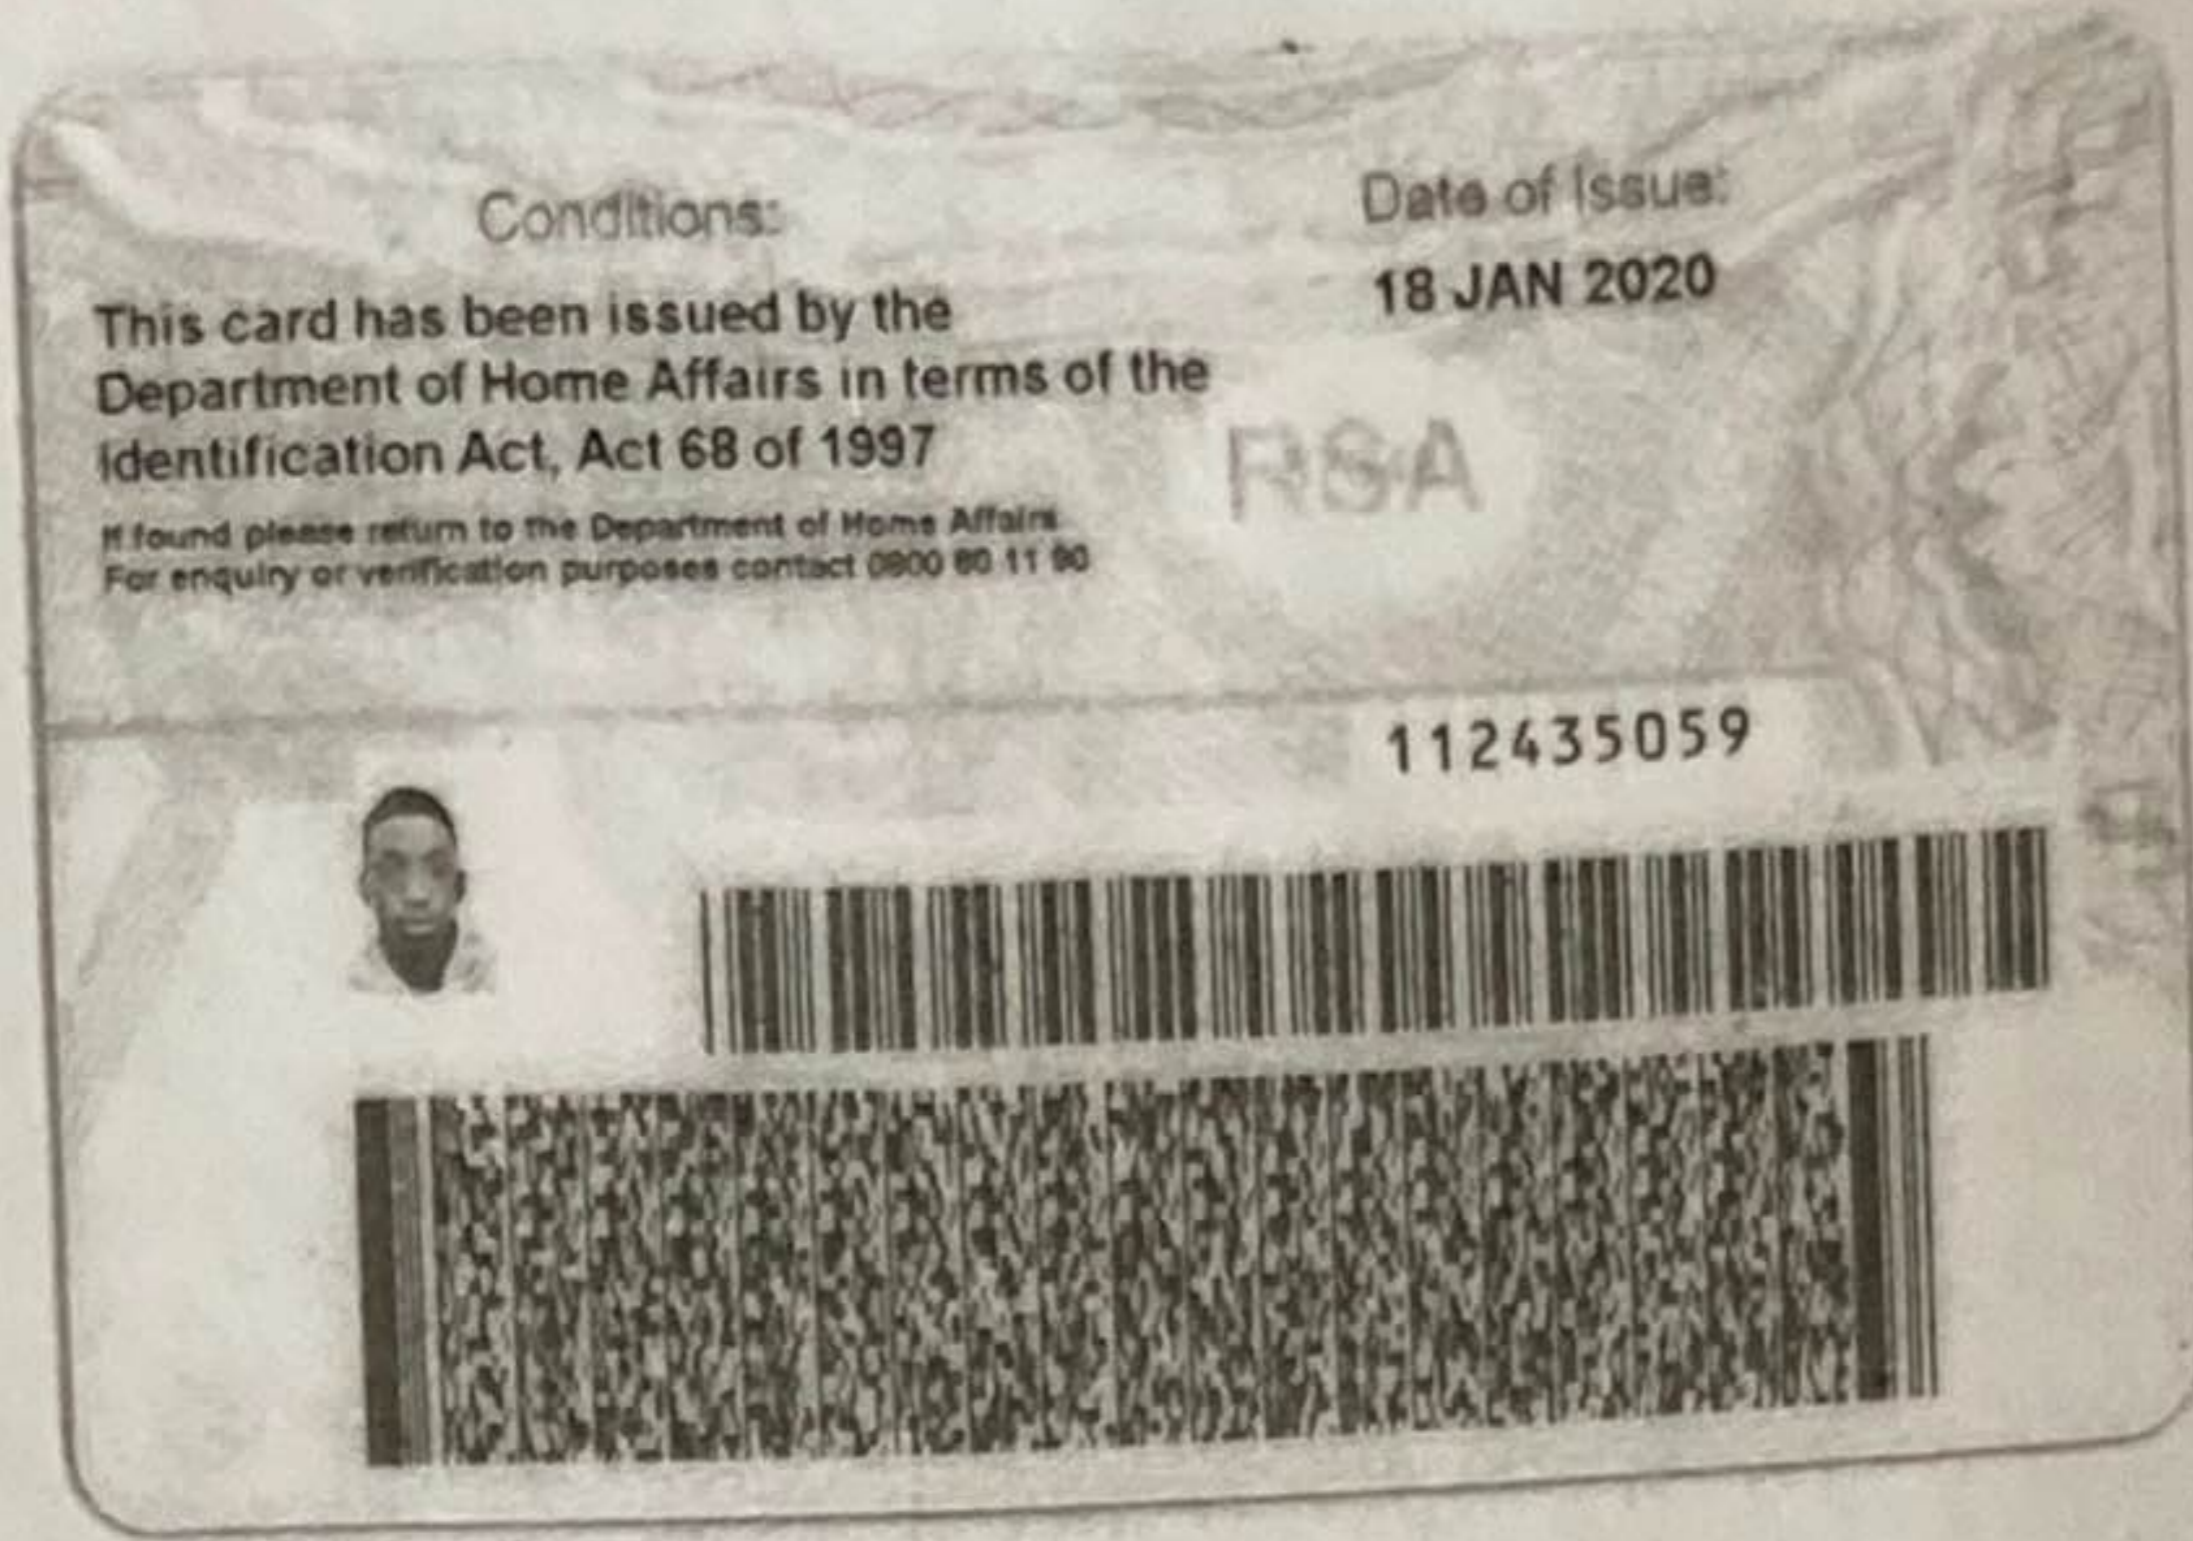 Conditions:
Date of Issue:
18 JAN 2020
This card has been issued by the
Department of Home Affairs in terms of the
Identification Act, Act 68 of 1997
RSA
If found please return to the Department of Home Affairs
For enquiry or verification purposes contact 0800 60 11 90
112435059